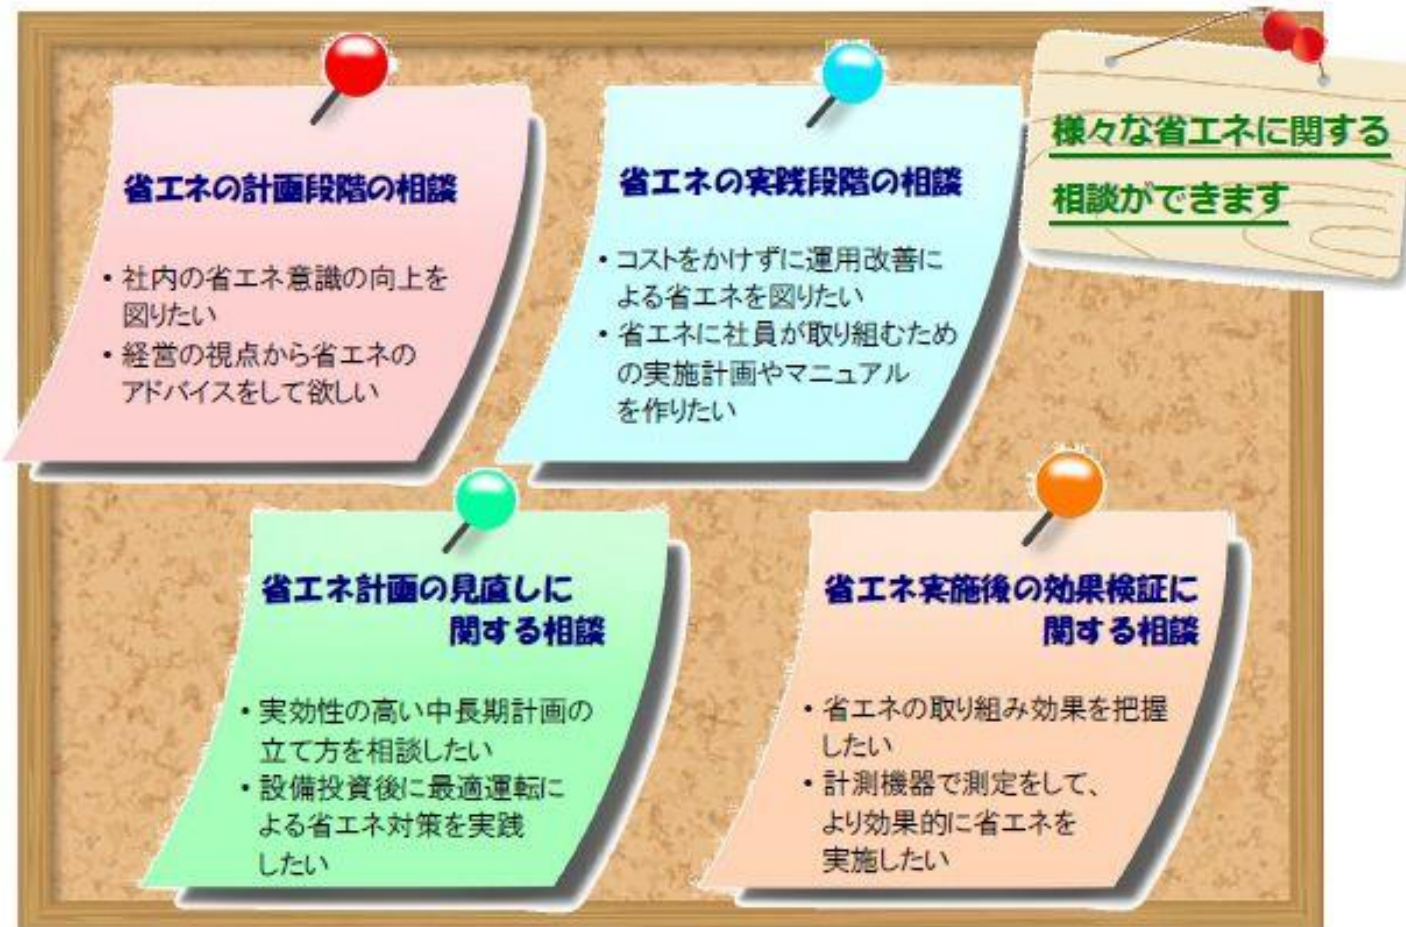 様々な省エネに関する
相談ができます
省エネの計画段階の相談
・社内の省エネ意識の向上を
図りたい
・経営の視点から省エネの
アドバイスをして欲しい
省エネの実践段階の相談
・コストをかけずに運用改善に
よる省エネを図りたい
・省エネに社員が取り組むため
の実施計画やマニュアル
を作りたい
省エネ計画の見直しに
関する相談
・実効性の高い中長期計画の
立て方を相談したい
・設備投資後に最適運転に
よる省エネ対策を実践
したい
省エネ実施後の効果検証に
関する相談
・省エネの取り組み効果を把握
したい
・計測機器で測定をして、
より効果的に省エネを
実施したい